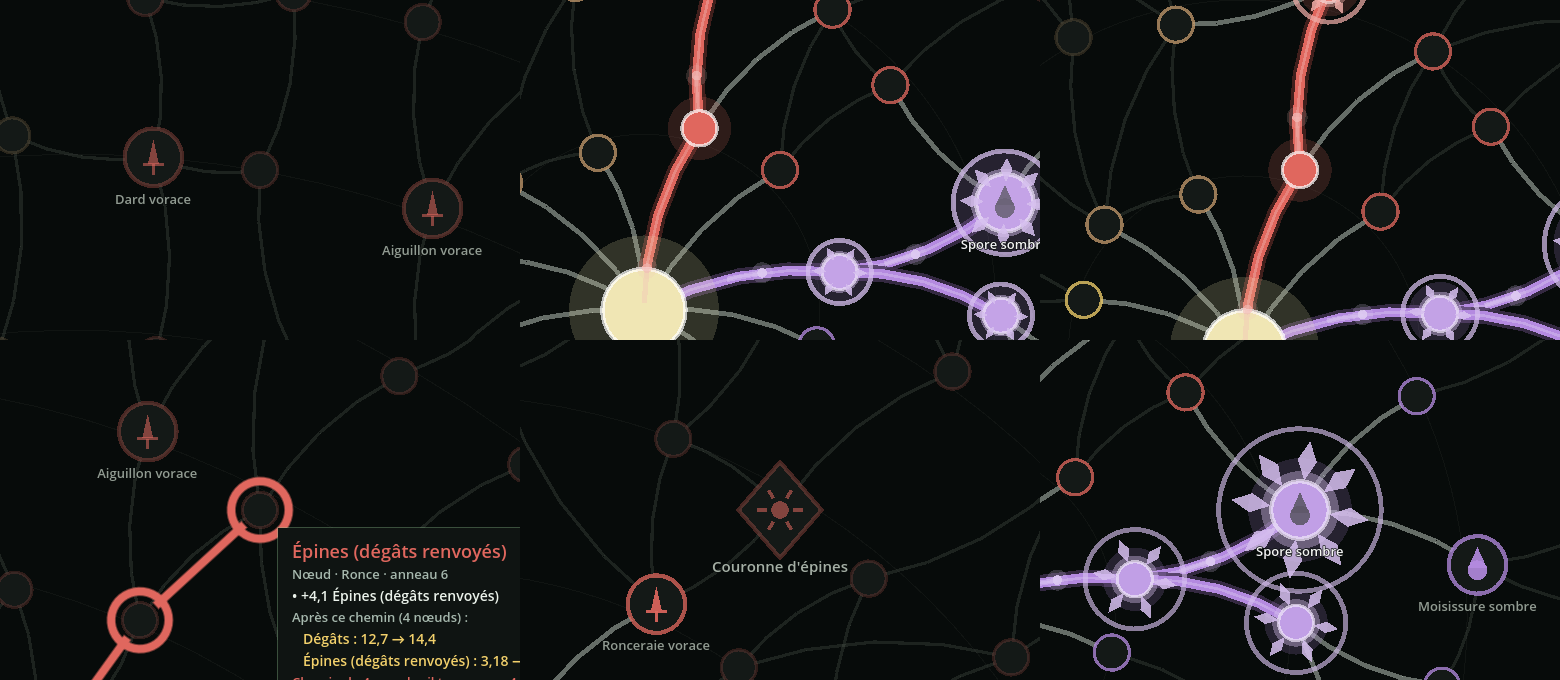 Dard vorace
Aiguillon vorace
Spore sombr
Aiguillon vorace
Épines (dégâts renvoyés)
Nœud · Ronce · anneau 6
• +4,1 Épines (dégâts renvoyés)
Après ce chemin (4 nœuds) :
Dégâts : 12,7 → 14,4
Épines (dégâts renvoyés) : 3,18 –
Couronne d'épines
Ronceraie vorace
Spore sombre
Moisissure sombre